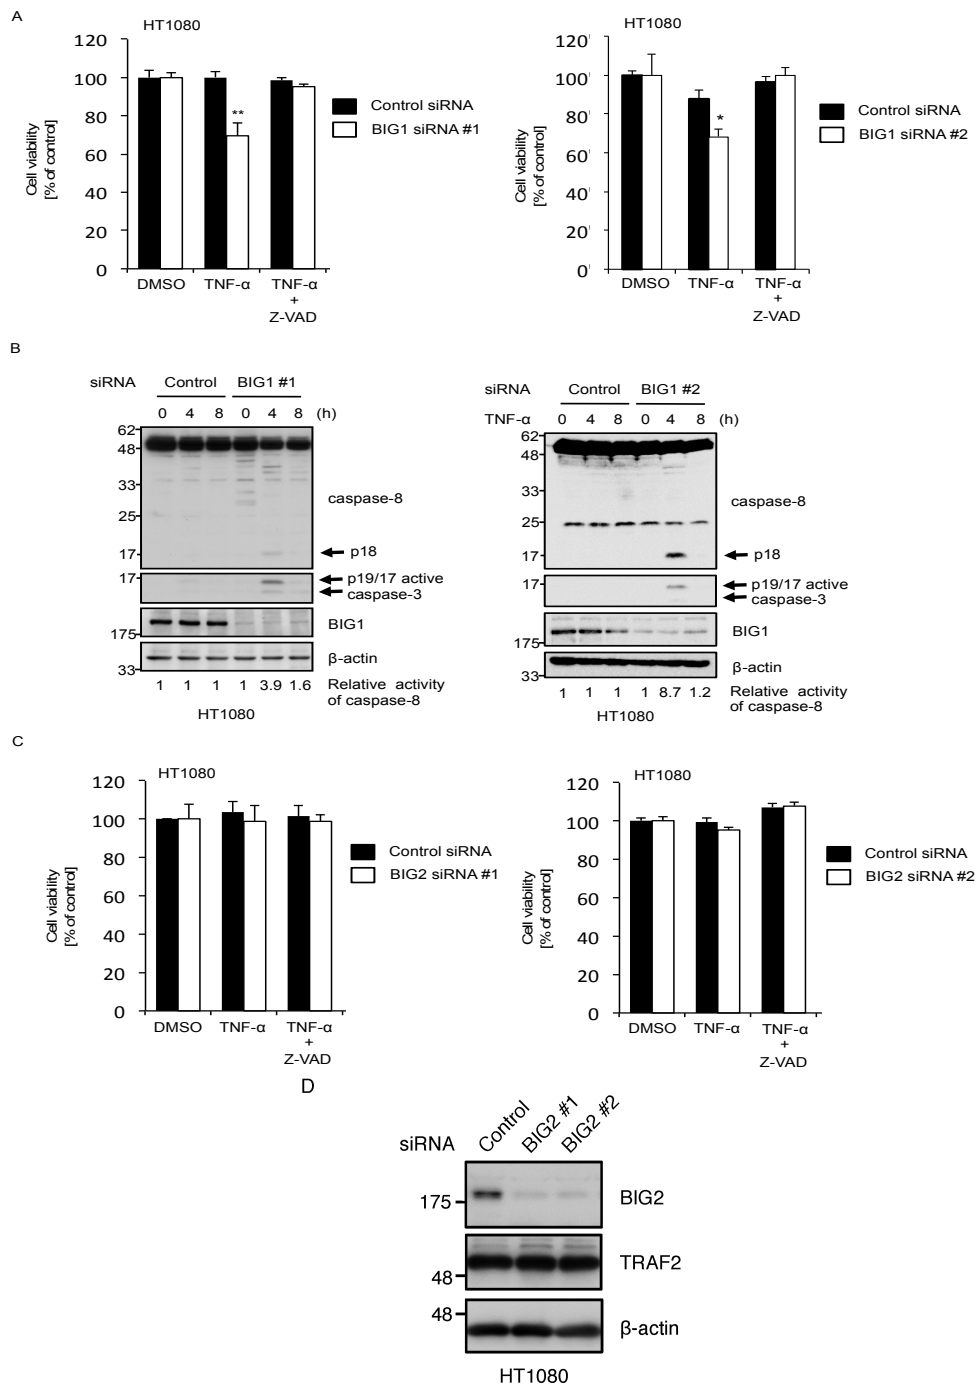 A
HT1080
120
100
80
60
40
20
0
Cell viability
[% of control]
**
DMSO
TNF-α
TNF-α
+
Z-VAD
Control siRNA
BIG1 siRNA #1
HT1080
120
100
80
60
40
20
0
Cell viability
[% of control]
*
DMSO
TNF-α
TNF-α
+
Z-VAD
Control siRNA
BIG1 siRNA #2
B
siRNA Control BIG1 #1
0 4 8 0 4 8 (h)
62
48
33
25
17
caspase-8
p18
17
p19/17 active
caspase-3
175
BIG1
33
β-actin
1 1 1 1 3.9 1.6 Relative activity
of caspase-8
HT1080
siRNA Control BIG1 #2
TNF-α 0 4 8 0 4 8 (h)
62
48
33
25
17
caspase-8
p18
17
p19/17 active
caspase-3
175
BIG1
33
β-actin
1 1 1 1 8.7 1.2 Relative activity
of caspase-8
HT1080
C
HT1080
120
100
80
60
40
20
0
Cell viability
[% of control]
DMSO
TNF-α
TNF-α
+
Z-VAD
Control siRNA
BIG2 siRNA #1
HT1080
120
100
80
60
40
20
0
Cell viability
[% of control]
DMSO
TNF-α
TNF-α
+
Z-VAD
Control siRNA
BIG2 siRNA #2
D
siRNA Control BIG2 #1 BIG2 #2
175
BIG2
48
TRAF2
48
β-actin
HT1080